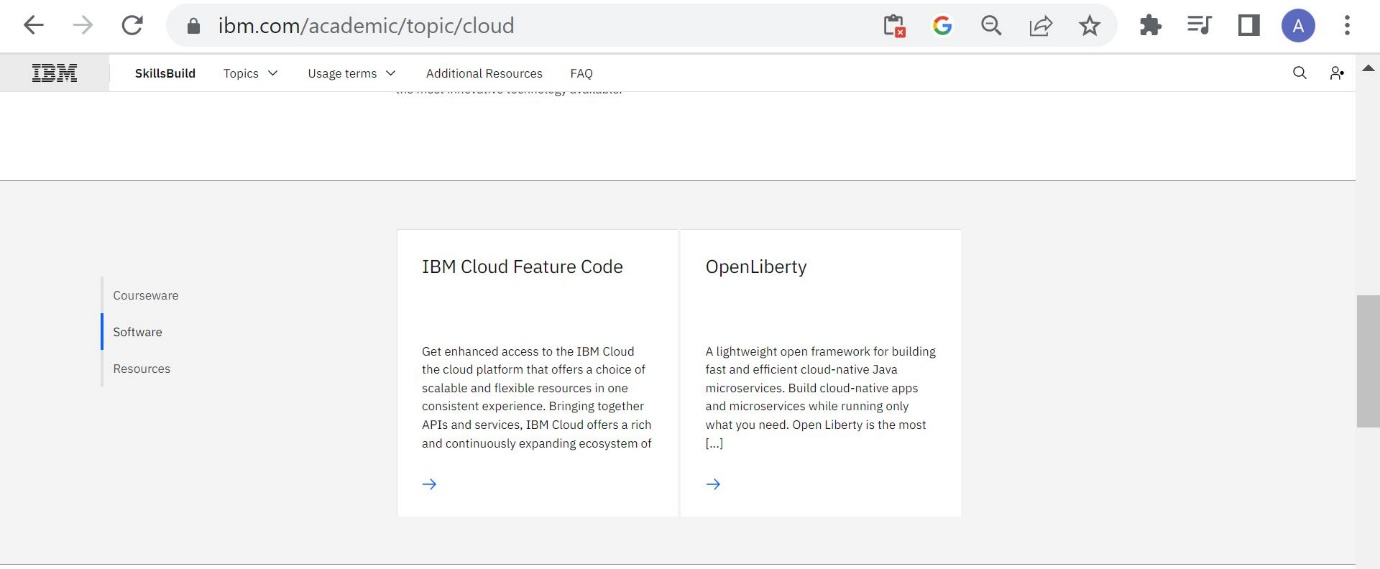 ibm.com/academic/topic/cloud
A
IBM SkillsBuild Topics Usage terms Additional Resources FAQ
Courseware
Software
Resources
IBM Cloud Feature Code
Get enhanced access to the IBM Cloud
the cloud platform that offers a choice of
scalable and flexible resources in one
consistent experience. Bringing together
APIs and services, IBM Cloud offers a rich
and continuously expanding ecosystem of
OpenLiberty
A lightweight open framework for building
fast and efficient cloud-native Java
microservices. Build cloud-native apps
and microservices while running only
what you need. Open Liberty is the most
[...]